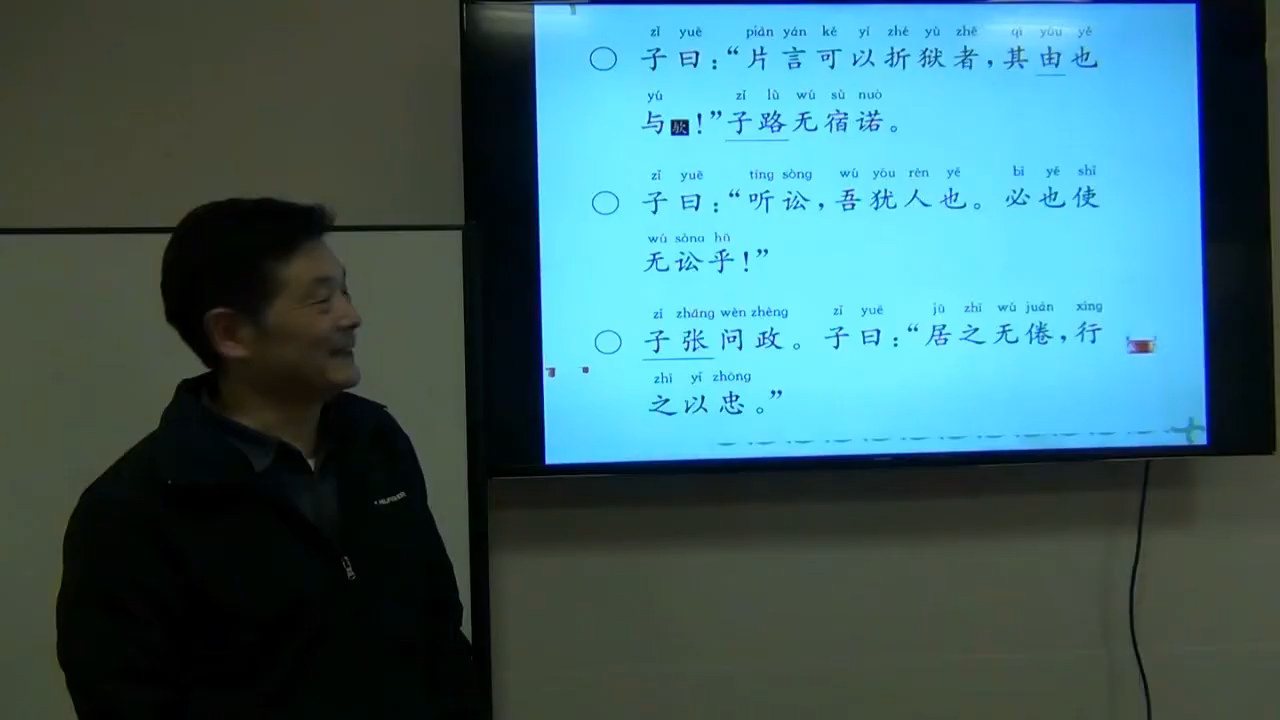 zǐ yuē piàn yán kě yǐ zhé yù zhě qí yóu yě
○ 子曰：“片言可以折狱者，其由也
yú zǐ lù wú sù nuò
与欤！”子路无宿诺。
zǐ yuē tīng sòng wú yóu rén yě bì yě shǐ
○ 子曰：“听讼，吾犹人也。必也使
wú sòng hū
无讼乎！”
zǐ zhāng wèn zhèng zǐ yuē jū zhī wú juàn xíng
○ 子张问政。子曰：“居之无倦，行
zhī yǐ zhōng
之以忠。”